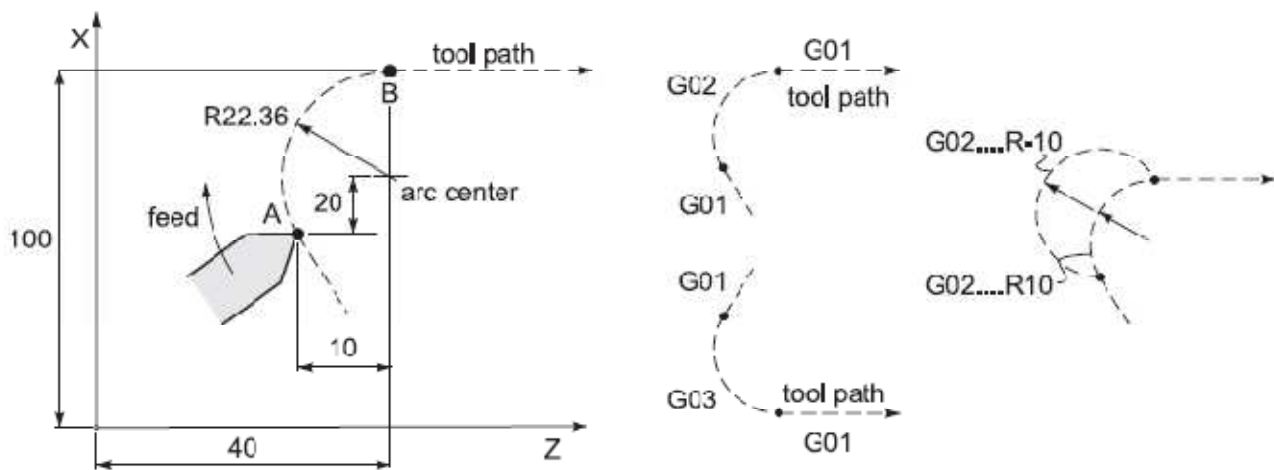 X
tool path
B
R22.36
arc center
20
A
feed
100
10
40
Z
G01
G02
tool path
G01
G01
G03
tool path
G01
G02....R-10
G02....R10